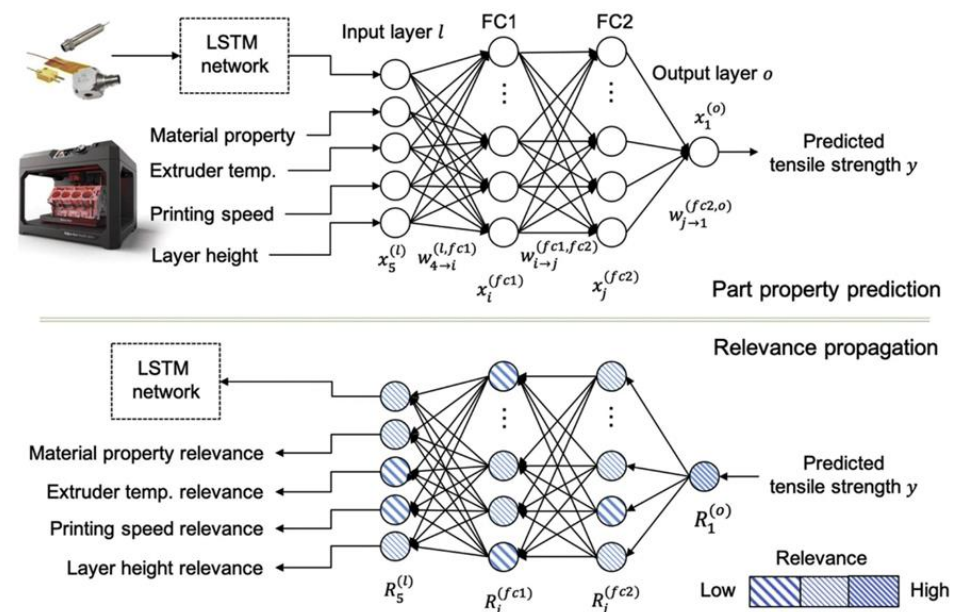 LSTM
network
Input layer l
FC1
FC2
Output layer o
x_1^{(o)}
Material property
Extruder temp.
Printing speed
Layer height
Predicted
tensile strength y
x_5^{(l)}
w_{4→i}^{(l,fc1)}
x_i^{(fc1)}
w_{i→j}^{(fc1,fc2)}
x_j^{(fc2)}
w_{j→1}^{(fc2,o)}
Part property prediction
Relevance propagation
LSTM
network
Material property relevance
Extruder temp. relevance
Printing speed relevance
Layer height relevance
Predicted
tensile strength y
R_1^{(o)}
R_5^{(l)}
R_i^{(fc1)}
R_j^{(fc2)}
Relevance
Low
High